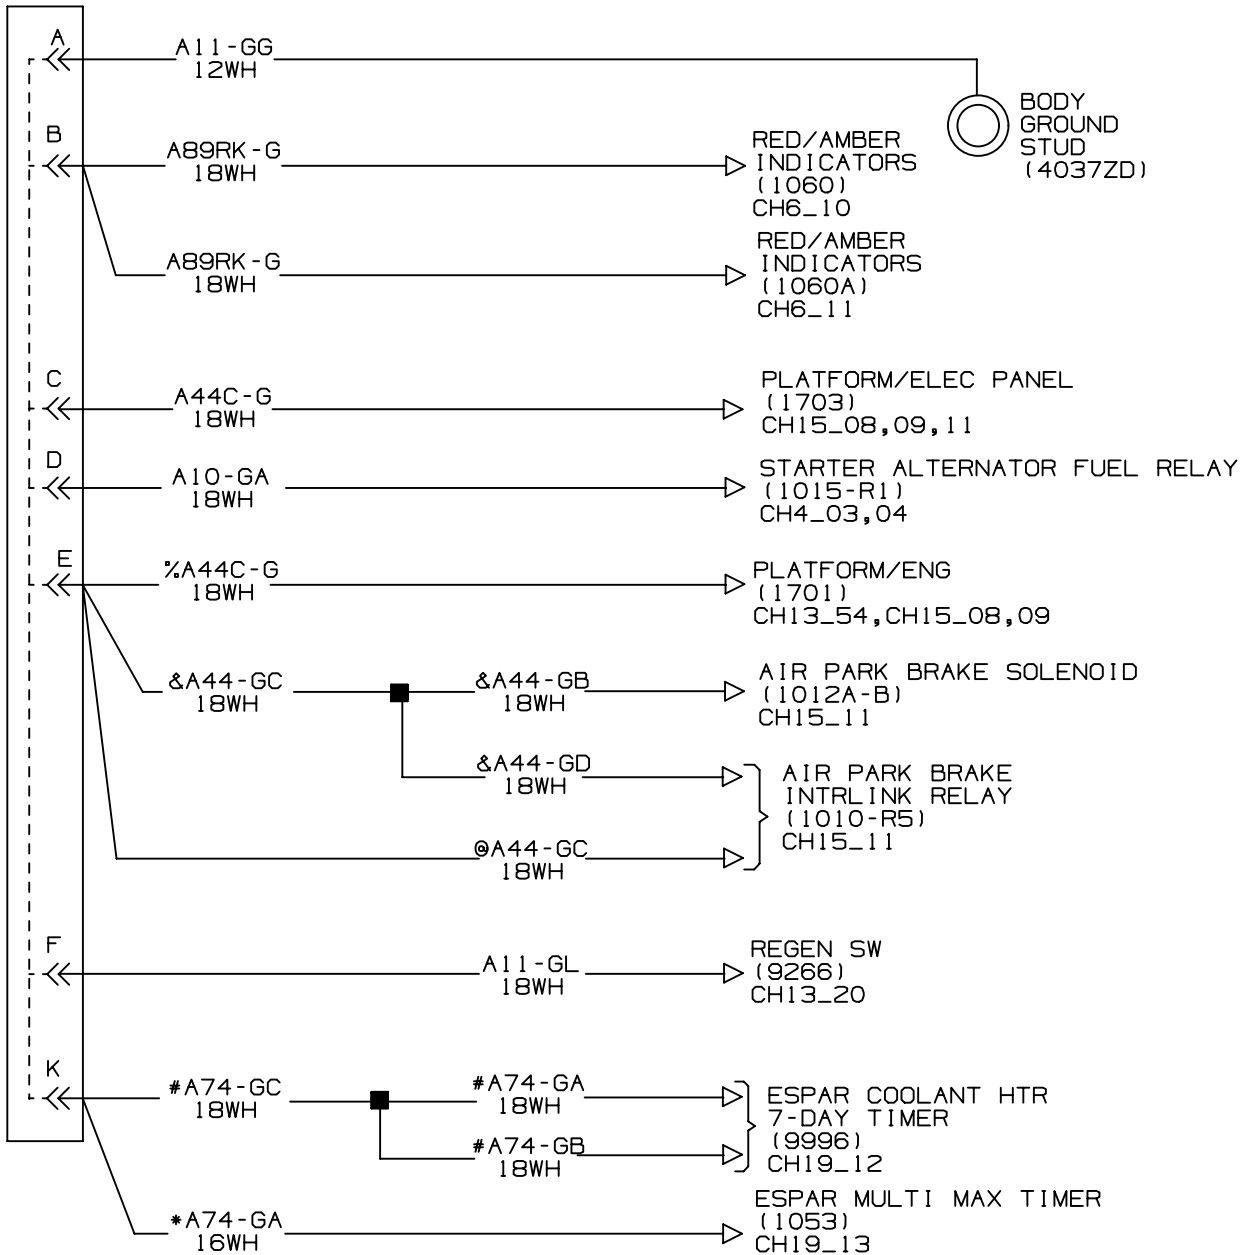 A
A11-GG
12WH
BODY
GROUND
STUD
(4037ZD)
B
A89RK-G
18WH
RED/AMBER
INDICATORS
(1060)
CH6_10
A89RK-G
18WH
RED/AMBER
INDICATORS
(1060A)
CH6_11
C
A44C-G
18WH
PLATFORM/ELEC PANEL
(1703)
CH15_08,09,11
D
A10-GA
18WH
STARTER ALTERNATOR FUEL RELAY
(1015-R1)
CH4_03,04
E
%A44C-G
18WH
PLATFORM/ENG
(1701)
CH13_54,CH15_08,09
&A44-GC
18WH
&A44-GB
18WH
AIR PARK BRAKE SOLENOID
(1012A-B)
CH15_11
&A44-GD
18WH
AIR PARK BRAKE
INTRLINK RELAY
(1010-R5)
CH15_11
@A44-GC
18WH
F
A11-GL
18WH
REGEN SW
(9266)
CH13_20
K
#A74-GC
18WH
#A74-GA
18WH
#A74-GB
18WH
ESPAR COOLANT HTR
7-DAY TIMER
(9996)
CH19_12
*A74-GA
16WH
ESPAR MULTI MAX TIMER
(1053)
CH19_13